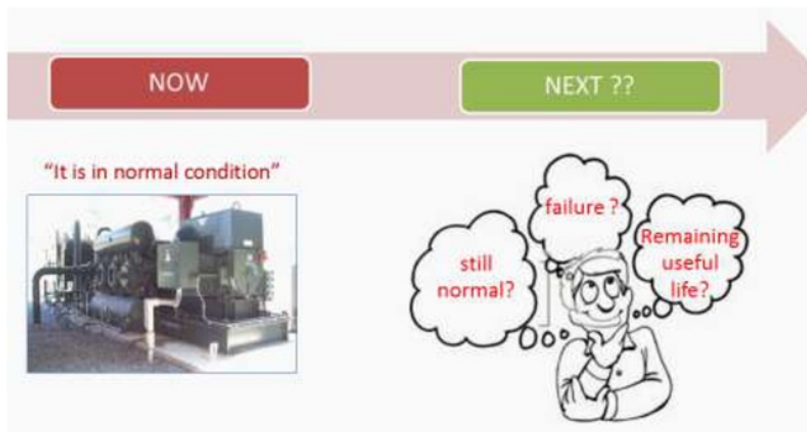 NOW
NEXT ??
“It is in normal condition”
failure ?
still
normal?
Remaining
useful
life?